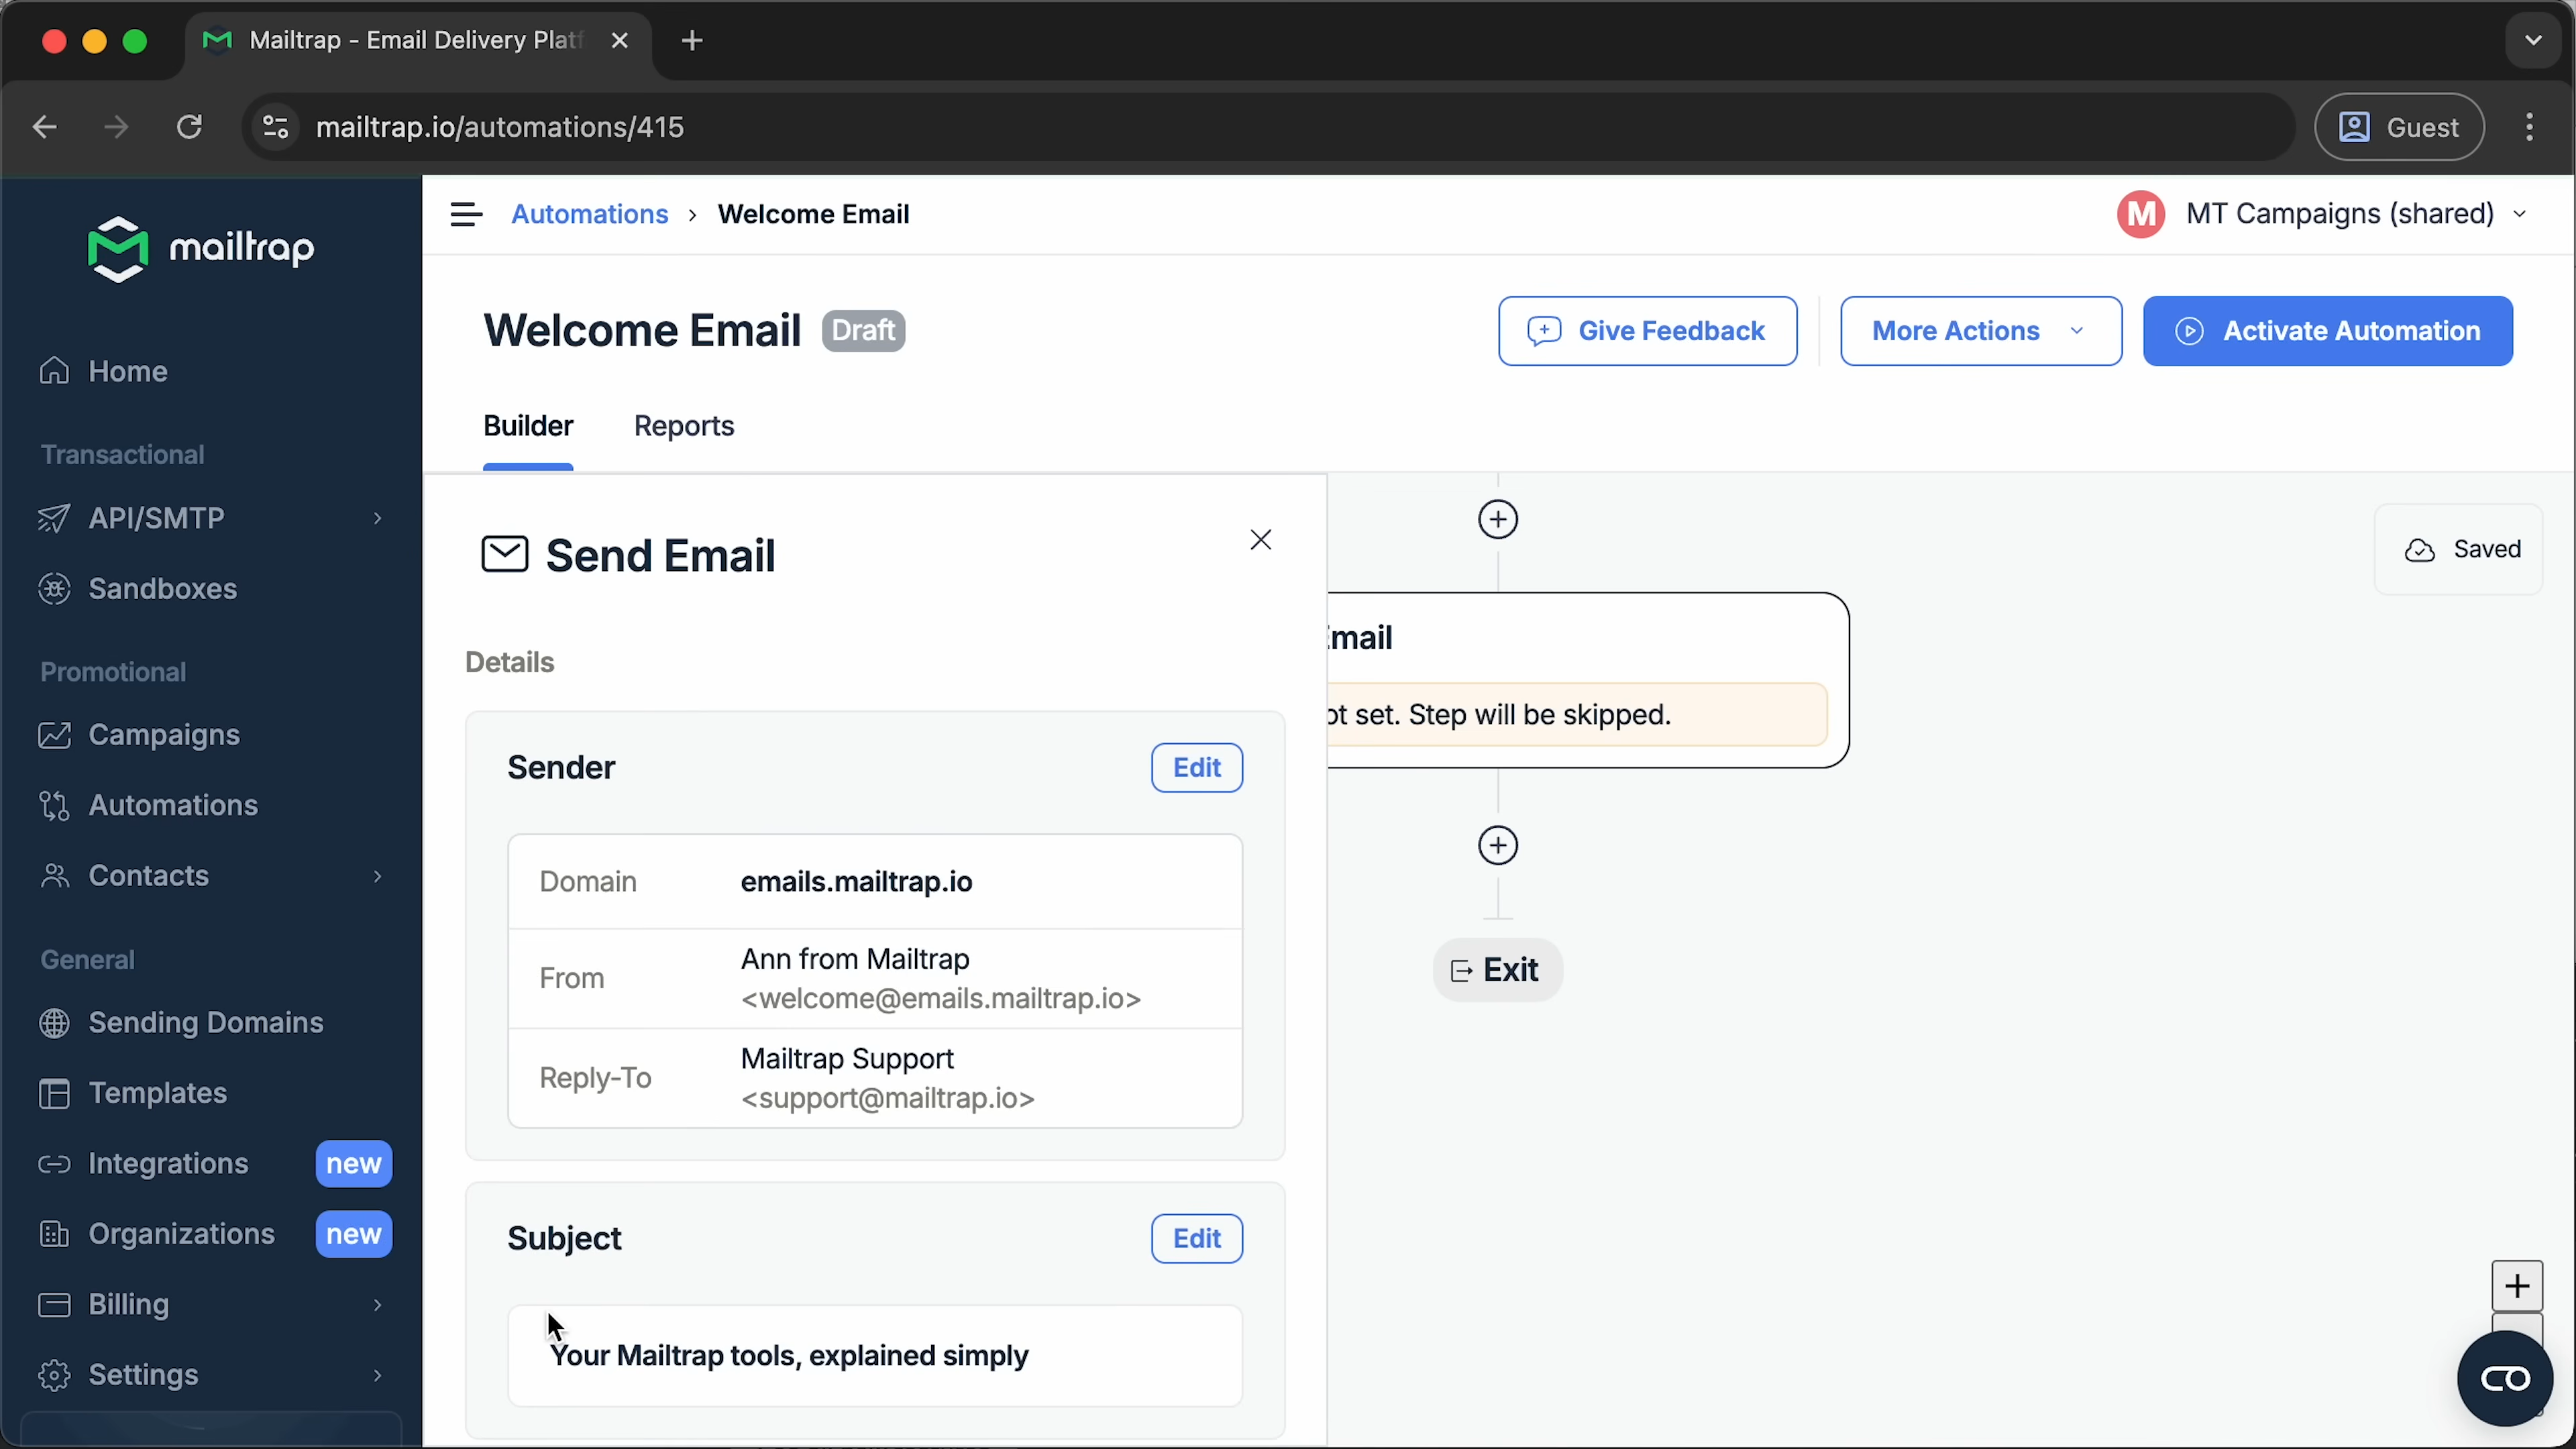 Mailtrap - Email Delivery Platf
mailtrap.io/automations/415
Guest
mailtrap
Home
Transactional
API/SMTP
Sandboxes
Promotional
Campaigns
Automations
Contacts
General
Sending Domains
Templates
Integrations new
Organizations new
Billing
Settings
Automations › Welcome Email
M MT Campaigns (shared)
Welcome Email Draft
Give Feedback
More Actions
Activate Automation
Builder Reports
Send Email
Details
Sender Edit
Domain emails.mailtrap.io
From Ann from Mailtrap
<welcome@emails.mailtrap.io>
Reply-To Mailtrap Support
<support@mailtrap.io>
Subject Edit
Your Mailtrap tools, explained simply
Email
ot set. Step will be skipped.
Exit
Saved